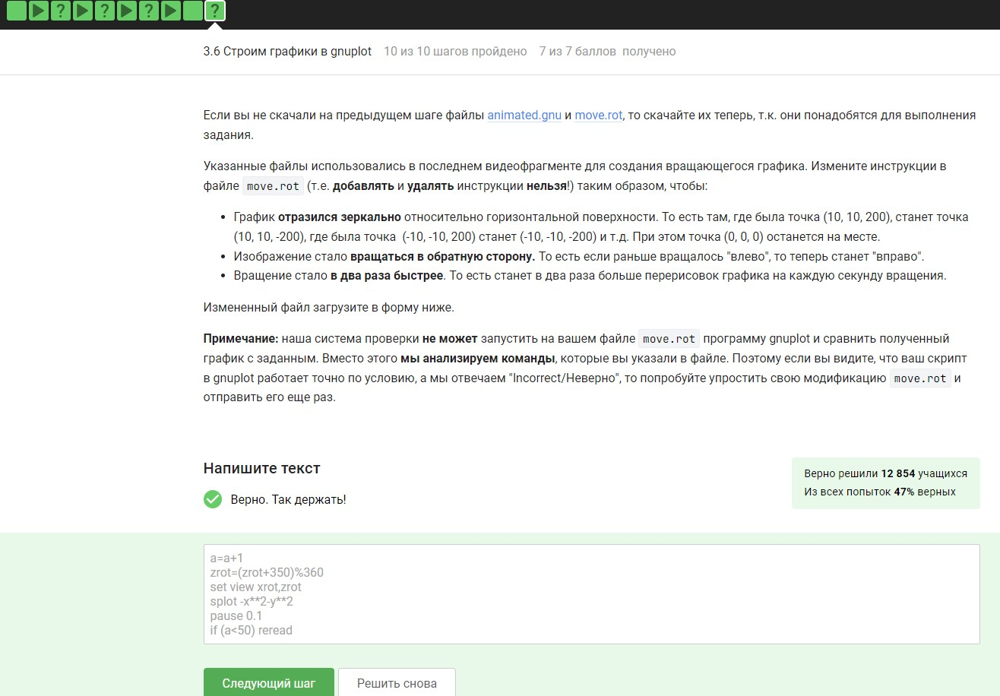 3.6 Строим графики в gnuplot 10 из 10 шагов пройдено 7 из 7 баллов получено
Если вы не скачали на предыдущем шаге файлы animated.gnu и move.rot, то скачайте их теперь, т.к. они понадобятся для выполнения
задания.
Указанные файлы использовались в последнем видеофрагменте для создания вращающегося графика. Измените инструкции в
файле move.rot (т.е. добавлять и удалять инструкции нельзя!) таким образом, чтобы:
• График отразился зеркально относительно горизонтальной поверхности. То есть там, где была точка (10, 10, 200), станет точка
(10, 10, -200), где была точка (-10, -10, 200) станет (-10, -10, -200) и т.д. При этом точка (0, 0, 0) останется на месте.
• Изображение стало вращаться в обратную сторону. То есть если раньше вращалось "влево", то теперь станет "вправо".
• Вращение стало в два раза быстрее. То есть станет в два раза больше перерисовок графика на каждую секунду вращения.
Измененный файл загрузите в форму ниже.
Примечание: наша система проверки не может запустить на вашем файле move.rot программу gnuplot и сравнить полученный
график с заданным. Вместо этого мы анализируем команды, которые вы указали в файле. Поэтому если вы видите, что ваш скрипт
в gnuplot работает точно по условию, а мы отвечаем "Incorrect/Неверно", то попробуйте упростить свою модификацию move.rot и
отправить его еще раз.
Напишите текст
Верно решили 12 854 учащихся
Из всех попыток 47% верных
Верно. Так держать!
a=a+1
zrot=(zrot+350)%360
set view xrot,zrot
splot -x**2-y**2
pause 0.1
if (a<50) reread
Следующий шаг Решить снова